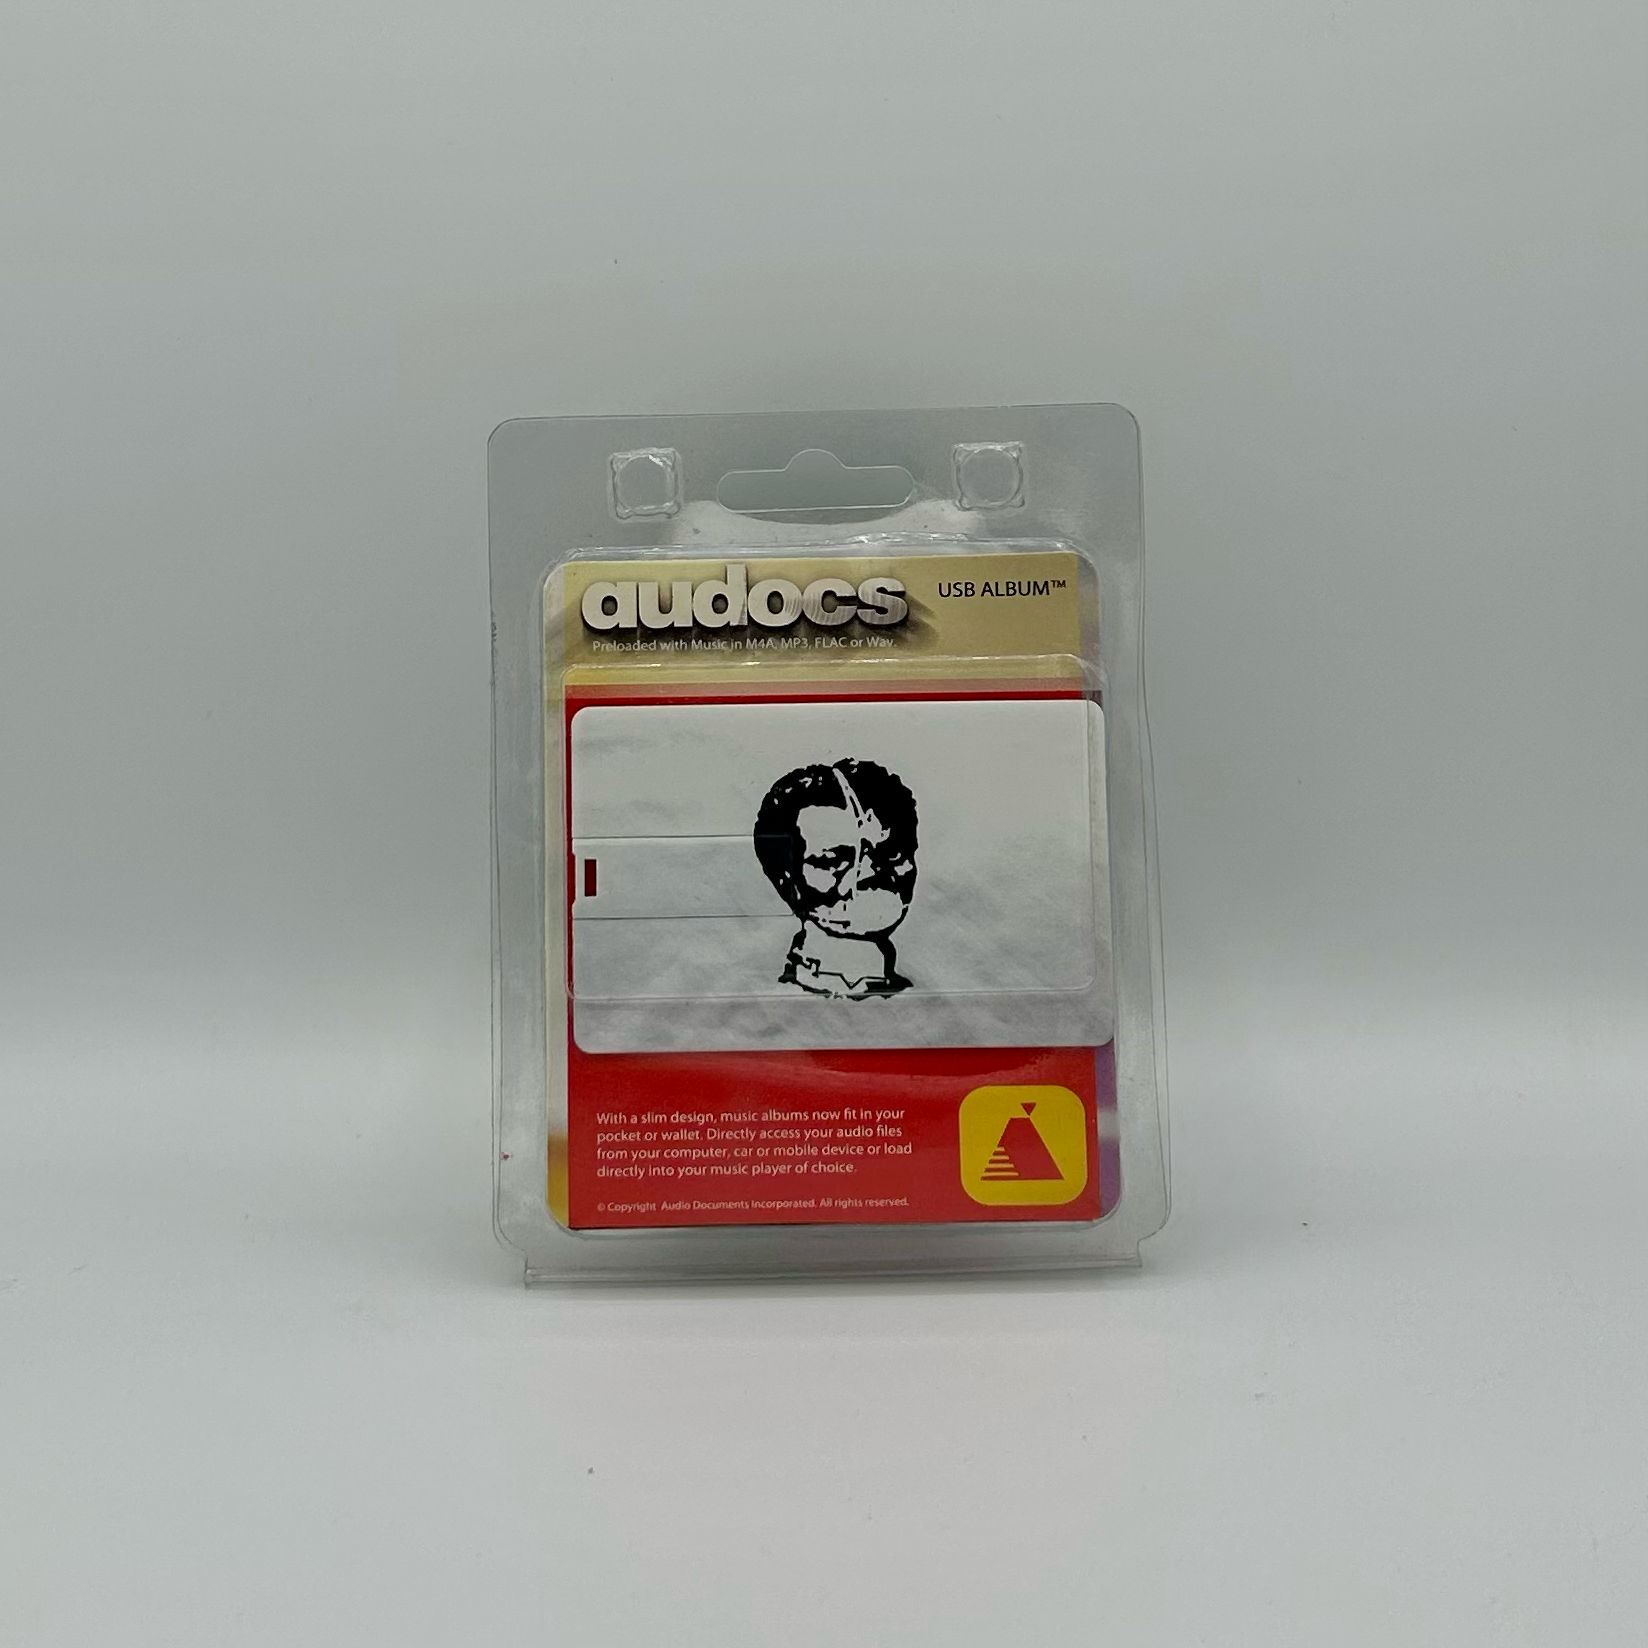 audocs
USB ALBUM™
Preloaded with Music in M4A, MP3, FLAC or Wav.
With a slim design, music albums now fit in your
pocket or wallet. Directly access your audio files
from your computer, car or mobile device or load
directly into your music player of choice.
© Copyright Audio Documents Incorporated. All rights reserved.